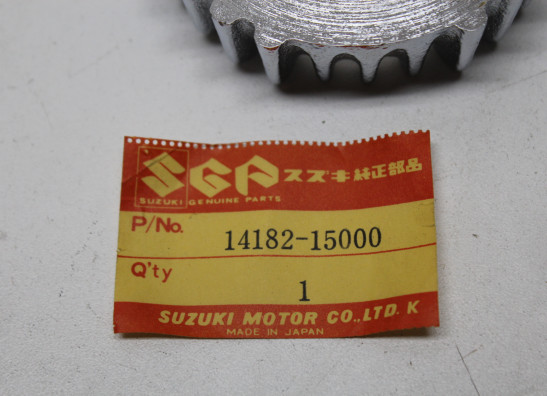 SGP スズキ純正部品
SUZUKI GENUINE PARTS
P/No. 14182-15000
Q'ty 1
SUZUKI MOTOR CO.,LTD. K
MADE IN JAPAN